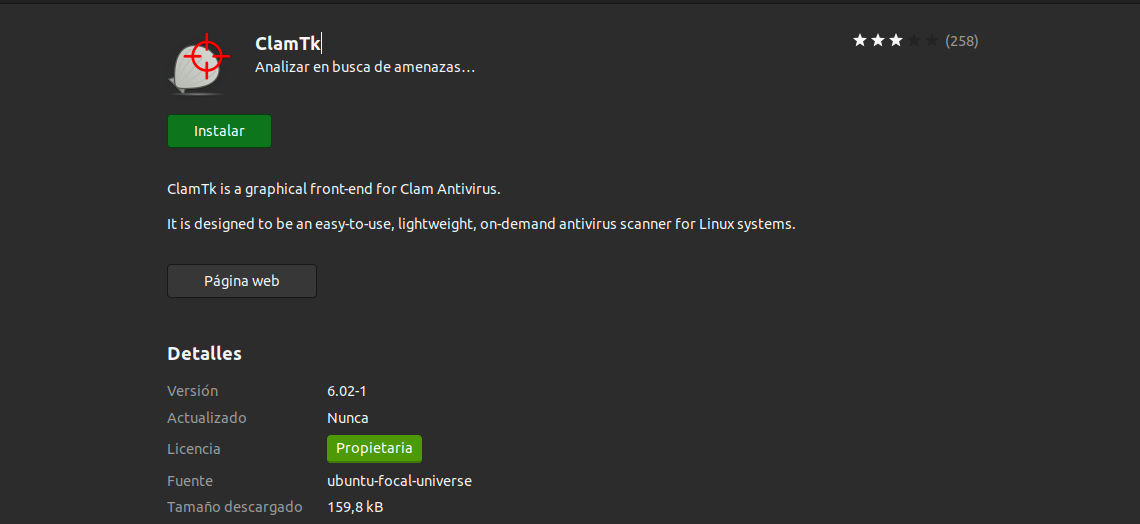 ClamTk
(258)
Analizar en busca de amenazas…
Instalar
ClamTk is a graphical front-end for Clam Antivirus.
It is designed to be an easy-to-use, lightweight, on-demand antivirus scanner for Linux systems.
Página web
Detalles
Versión 6.02-1
Actualizado Nunca
Licencia Propietaria
Fuente ubuntu-focal-universe
Tamaño descargado 159,8 kB